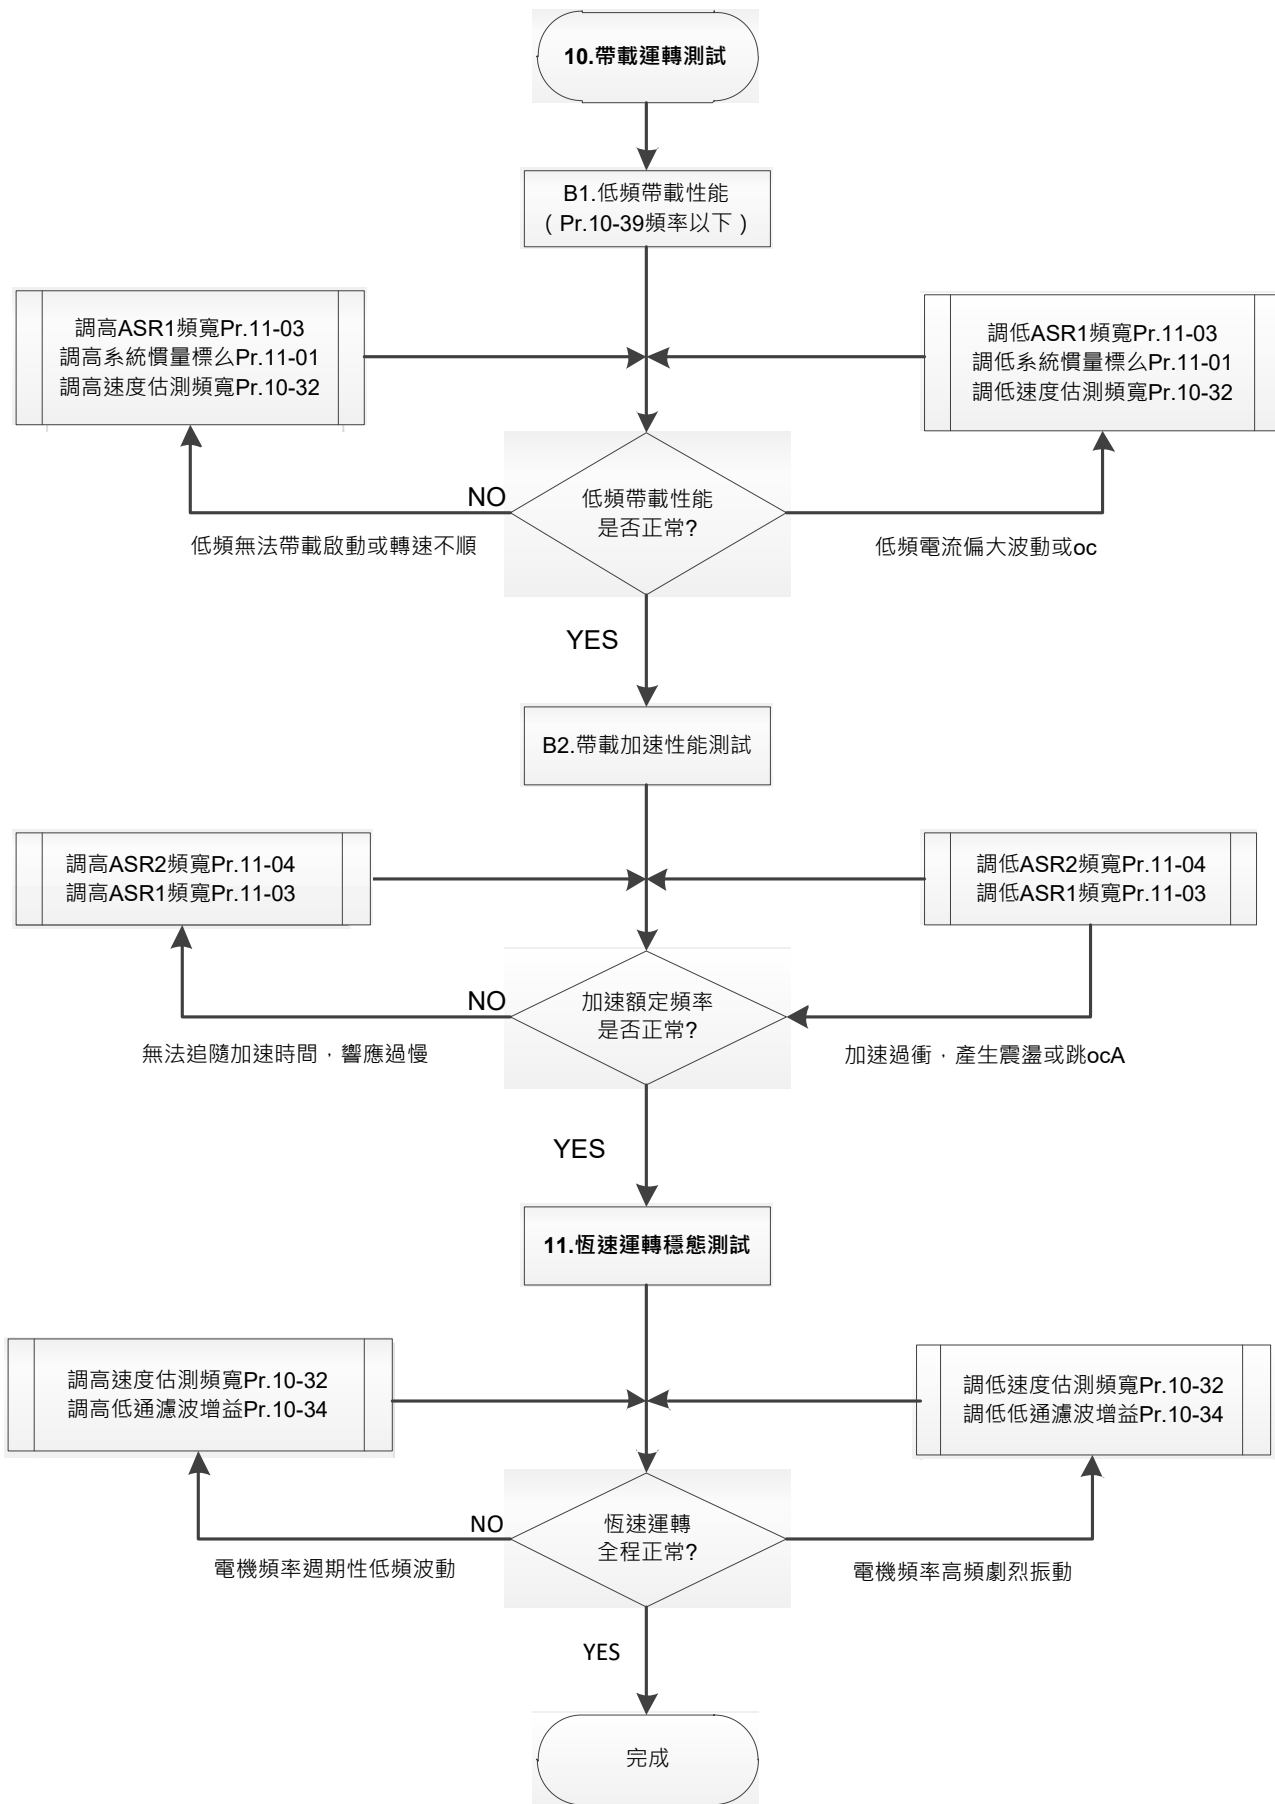 10.帶載運轉測試
B1.低頻帶載性能
(Pr.10-39頻率以下)
調高ASR1頻寬Pr.11-03
調高系統慣量標么Pr.11-01
調高速度估測頻寬Pr.10-32
調低ASR1頻寬Pr.11-03
調低系統慣量標么Pr.11-01
調低速度估測頻寬Pr.10-32
低頻帶載性能
是否正常?
NO
低頻無法帶載啟動或轉速不順
低頻電流偏大波動或oc
YES
B2.帶載加速性能測試
調高ASR2頻寬Pr.11-04
調高ASR1頻寬Pr.11-03
調低ASR2頻寬Pr.11-04
調低ASR1頻寬Pr.11-03
加速額定頻率
是否正常?
NO
無法追隨加速時間，響應過慢
加速過衝，產生震盪或跳ocA
YES
11.恆速運轉穩態測試
調高速度估測頻寬Pr.10-32
調高低通濾波增益Pr.10-34
調低速度估測頻寬Pr.10-32
調低低通濾波增益Pr.10-34
恆速運轉
全程正常?
NO
電機頻率週期性低頻波動
電機頻率高頻劇烈振動
YES
完成